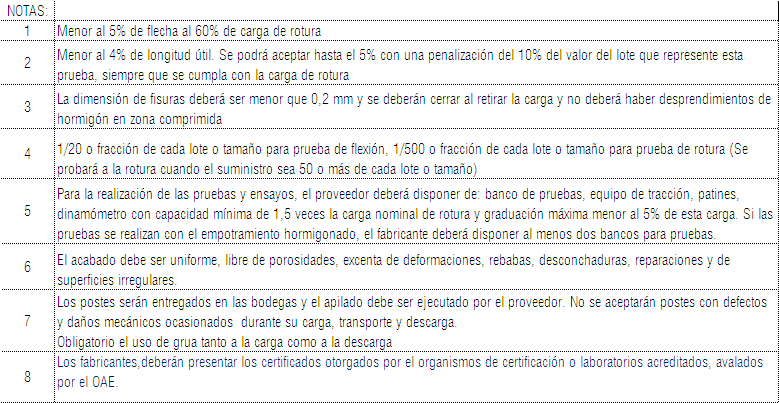 NOTAS:
1 Menor al 5% de flecha al 60% de carga de rotura
2 Menor al 4% de longitud útil. Se podrá aceptar hasta el 5% con una penalización del 10% del valor del lote que represente esta
prueba, siempre que se cumpla con la carga de rotura
3 La dimensión de fisuras deberá ser menor que 0,2 mm y se deberán cerrar al retirar la carga y no deberá haber desprendimientos de
hormigón en zona comprimida
4 1/20 o fracción de cada lote o tamaño para prueba de flexión, 1/500 o fracción de cada lote o tamaño para prueba de rotura (Se
probará a la rotura cuando el suministro sea 50 o más de cada lote o tamaño)
5 Para la realización de las pruebas y ensayos, el proveedor deberá disponer de: banco de pruebas, equipo de tracción, patines,
dinamómetro con capacidad mínima de 1,5 veces la carga nominal de rotura y graduación máxima menor al 5% de esta carga. Si las
pruebas se realizan con el empotramiento hormigonado, el fabricante deberá disponer al menos dos bancos para pruebas.
6 El acabado debe ser uniforme, libre de porosidades, excenta de deformaciones, rebabas, desconchaduras, reparaciones y de
superficies irregulares.
7 Los postes serán entregados en las bodegas y el apilado debe ser ejecutado por el proveedor. No se aceptarán postes con defectos
y daños mecánicos ocasionados durante su carga, transporte y descarga.
Obligatorio el uso de grua tanto a la carga como a la descarga
8 Los fabricantes,deberán presentar los certificados otorgados por el organismos de certificación o laboratorios acreditados, avalados
por el OAE.